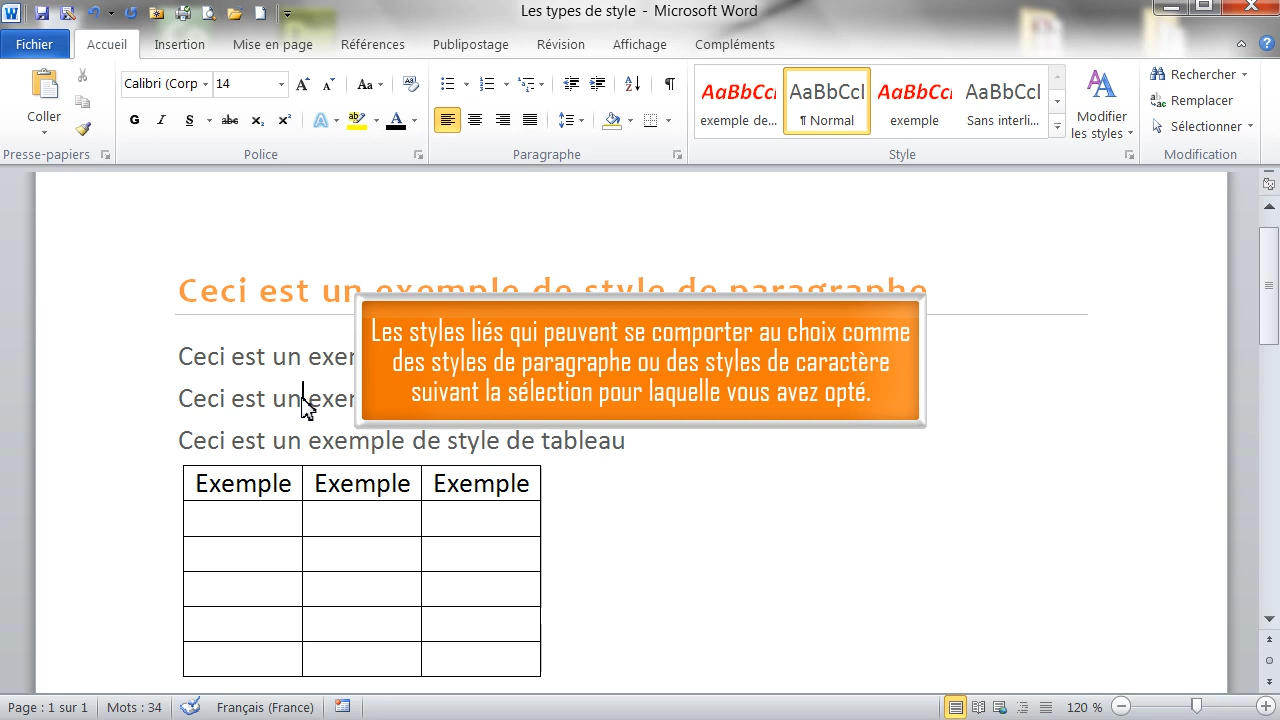 Les types de style - Microsoft Word
Fichier Accueil Insertion Mise en page Références Publipostage Révision Affichage Compléments
Coller
Presse-papiers
Calibri (Corp 14
G I S abc X₂ X²
Police
Paragraphe
AaBbCcI AaBbCcI AaBbCcI AaBbCcI
exemple de... ¶ Normal exemple Sans interli...
Style
Modifier
les styles
Rechercher
Remplacer
Sélectionner
Modification
Ceci est un exemple de style de paragraphe
Les styles liés qui peuvent se comporter au choix comme
des styles de paragraphe ou des styles de caractère
suivant la sélection pour laquelle vous avez opté.
Ceci est un exem
Ceci est un exem
Ceci est un exemple de style de tableau
Exemple Exemple Exemple
Page : 1 sur 1 Mots : 34 Français (France) 120 %